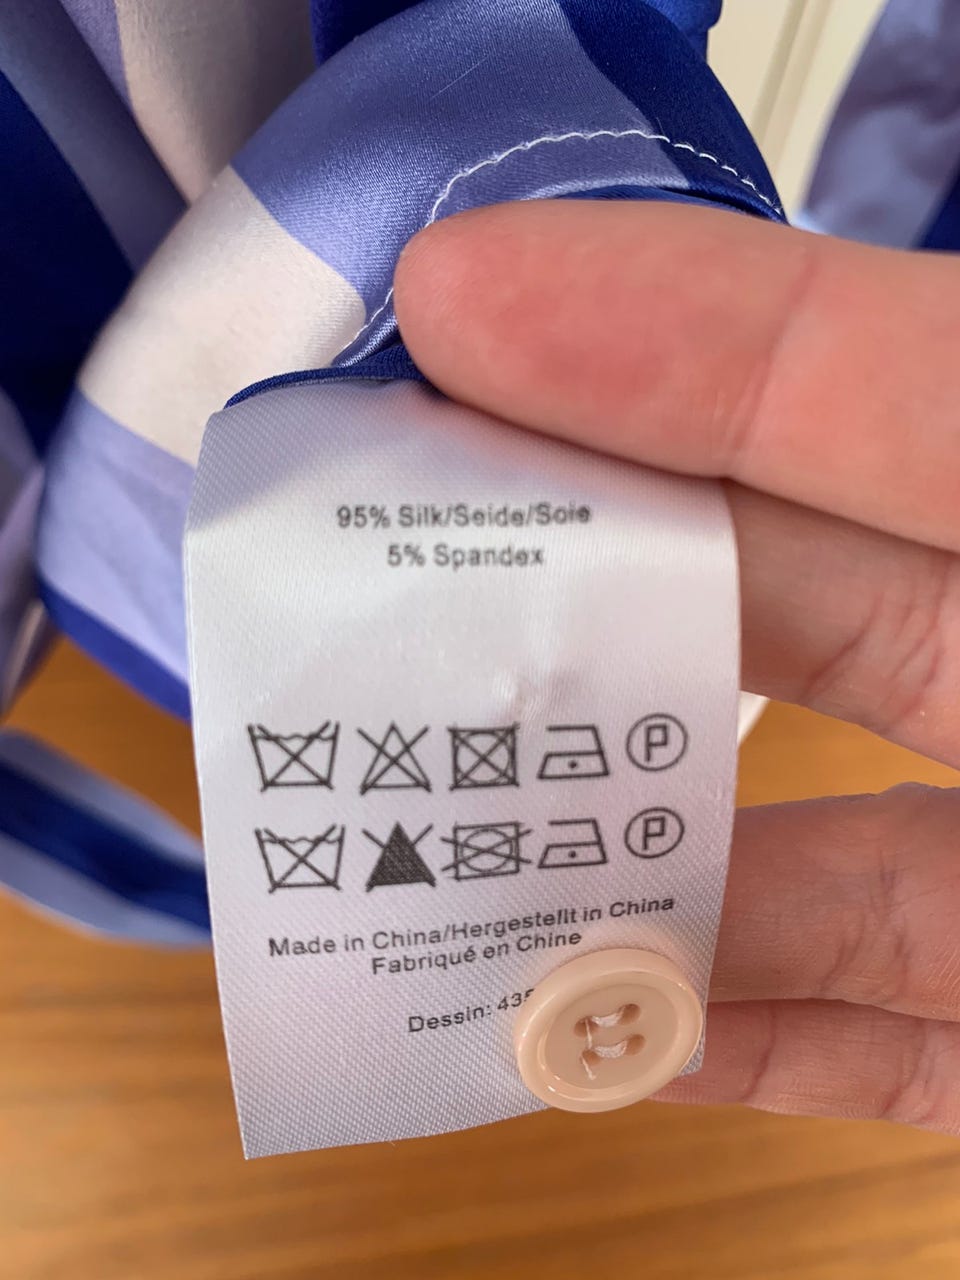 95% Silk/Seide/Soie
5% Spandex
P
P
Made in China/Hergestellt in China
Fabriqué en Chine
Dessin: